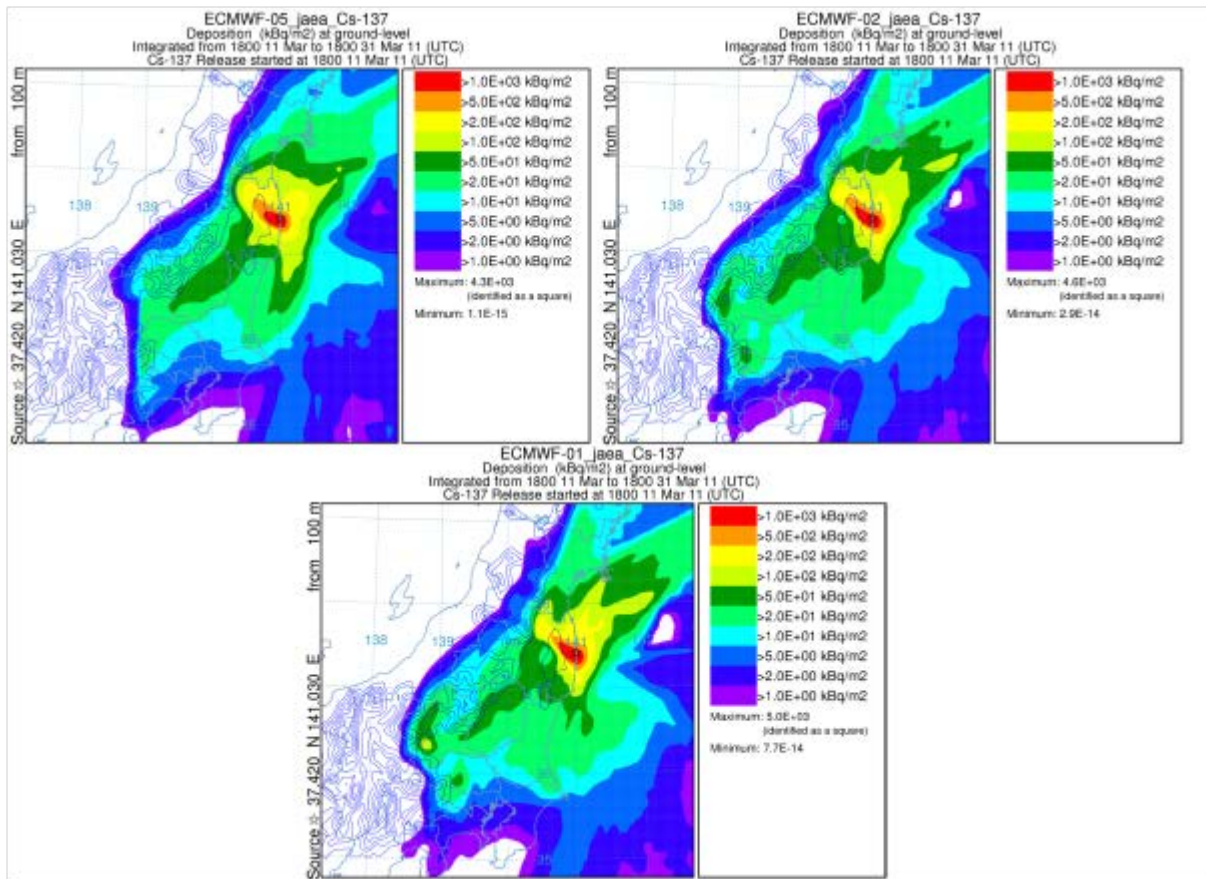 ECMWF-05_jaea_Cs-137
Deposition (kBq/m2) at ground-level
Integrated from 1800 11 Mar to 1800 31 Mar 11 (UTC)
Cs-137 Release started at 1800 11 Mar 11 (UTC)
Source ☆ 37.420 N 141.030 E from 100 m
138
139
141
>1.0E+03 kBq/m2
>5.0E+02 kBq/m2
>2.0E+02 kBq/m2
>1.0E+02 kBq/m2
>5.0E+01 kBq/m2
>2.0E+01 kBq/m2
>1.0E+01 kBq/m2
>5.0E+00 kBq/m2
>2.0E+00 kBq/m2
>1.0E+00 kBq/m2
Maximum: 4.3E+03
(identified as a square)
Minimum: 1.1E-15
ECMWF-02_jaea_Cs-137
Deposition (kBq/m2) at ground-level
Integrated from 1800 11 Mar to 1800 31 Mar 11 (UTC)
Cs-137 Release started at 1800 11 Mar 11 (UTC)
Source ☆ 37.420 N 141.030 E from 100 m
138
139
141
35
>1.0E+03 kBq/m2
>5.0E+02 kBq/m2
>2.0E+02 kBq/m2
>1.0E+02 kBq/m2
>5.0E+01 kBq/m2
>2.0E+01 kBq/m2
>1.0E+01 kBq/m2
>5.0E+00 kBq/m2
>2.0E+00 kBq/m2
>1.0E+00 kBq/m2
Maximum: 4.6E+03
(identified as a square)
Minimum: 2.9E-14
ECMWF-01_jaea_Cs-137
Deposition (kBq/m2) at ground-level
Integrated from 1800 11 Mar to 1800 31 Mar 11 (UTC)
Cs-137 Release started at 1800 11 Mar 11 (UTC)
Source ☆ 37.420 N 141.030 E from 100 m
138
139
141
35
>1.0E+03 kBq/m2
>5.0E+02 kBq/m2
>2.0E+02 kBq/m2
>1.0E+02 kBq/m2
>5.0E+01 kBq/m2
>2.0E+01 kBq/m2
>1.0E+01 kBq/m2
>5.0E+00 kBq/m2
>2.0E+00 kBq/m2
>1.0E+00 kBq/m2
Maximum: 5.0E+03
(identified as a square)
Minimum: 7.7E-14